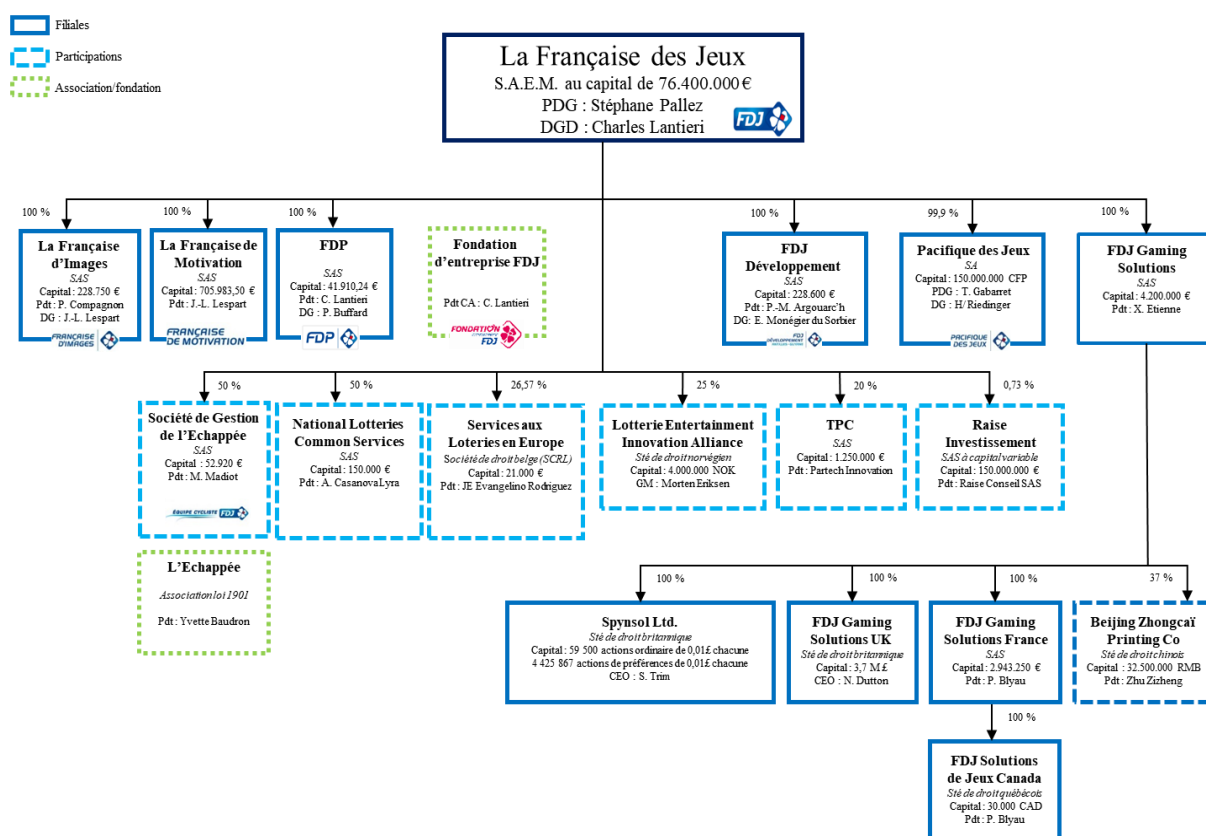 Filiales
Participations
Association/fondation
La Française des Jeux
S.A.E.M. au capital de 76.400.000 €
PDG : Stéphane Pallez
DGD : Charles Lantieri
FDJ
100 %
100 %
100 %
100 %
99,9 %
100 %
La Française
d'Images
SAS
Capital : 228.750 €
Pdt : P. Compagnon
DG : J.-L. Lespart
FRANÇAISE
D'IMAGES
La Française de
Motivation
SAS
Capital : 705.983,50 €
Pdt : J.-L. Lespart
FRANÇAISE
DE MOTIVATION
FDP
SAS
Capital : 41.910,24 €
Pdt : C. Lantieri
DG : P. Buffard
FDP
Fondation
d'entreprise FDJ
Pdt CA : C. Lantieri
FONDATION
D'ENTREPRISE
FDJ
FDJ
Développement
SAS
Capital : 228.600 €
Pdt : P.-M. Argouarc'h
DG: E. Monégier du Sorbier
FDJ
DÉVELOPPEMENT
Pacifique des Jeux
SA
Capital : 150.000.000 CFP
PDG : T. Gabarret
DG : H/ Riedinger
PACIFIQUE
DES JEUX
FDJ Gaming
Solutions
SAS
Capital : 4.200.000 €
Pdt : X. Etienne
50 %
50 %
26,57 %
25 %
20 %
0,73 %
Société de Gestion
de l'Echappée
SAS
Capital : 52.920 €
Pdt : M. Madiot
ÉQUIPE CYCLISTE FDJ
National Lotteries
Common Services
SAS
Capital : 150.000 €
Pdt : A. Casanova Lyra
Services aux
Loteries en Europe
Société de droit belge (SCRL)
Capital : 21.000 €
Pdt : JE Evangelino Rodriguez
Lotterie Entertainment
Innovation Alliance
Sté de droit norvégien
Capital : 4.000.000 NOK
GM : Morten Eriksen
TPC
SAS
Capital : 1.250.000 €
Pdt : Partech Innovation
Raise
Investissement
SAS à capital variable
Capital : 150.000.000 €
Pdt : Raise Conseil SAS
L'Echappée
Association loi 1901
Pdt : Yvette Baudron
100 %
100 %
100 %
37 %
Spynsol Ltd.
Sté de droit britannique
Capital : 59 500 actions ordinaire de 0,01£ chacune
4 425 867 actions de préférences de 0,01£ chacune
CEO : S. Trim
FDJ Gaming
Solutions UK
Sté de droit britannique
Capital : 3,7 M£
CEO : N. Dutton
FDJ Gaming
Solutions France
SAS
Capital : 2.943.250 €
Pdt : P. Blyau
Beijing Zhongcaï
Printing Co
Sté de droit chinois
Capital : 32.500.000 RMB
Pdt : Zhu Zizheng
100 %
FDJ Solutions
de Jeux Canada
Sté de droit québécois
Capital : 30.000 CAD
Pdt : P. Blyau